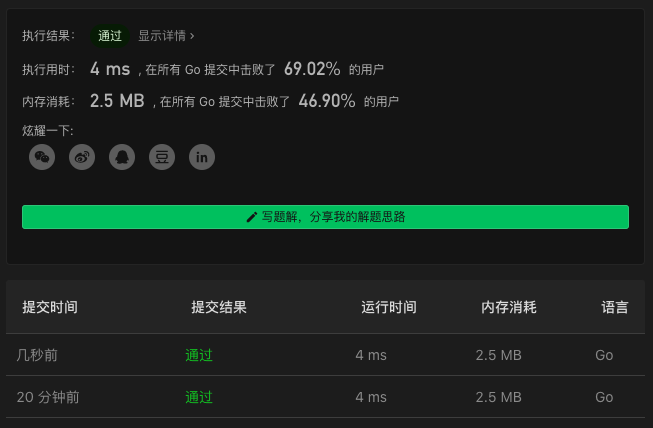 执行结果： 通过 显示详情 ›
执行用时： 4 ms , 在所有 Go 提交中击败了 69.02% 的用户
内存消耗： 2.5 MB , 在所有 Go 提交中击败了 46.90% 的用户
炫耀一下:
豆 in
写题解，分享我的解题思路
提交时间 提交结果 运行时间 内存消耗 语言
几秒前 通过 4 ms 2.5 MB Go
20 分钟前 通过 4 ms 2.5 MB Go